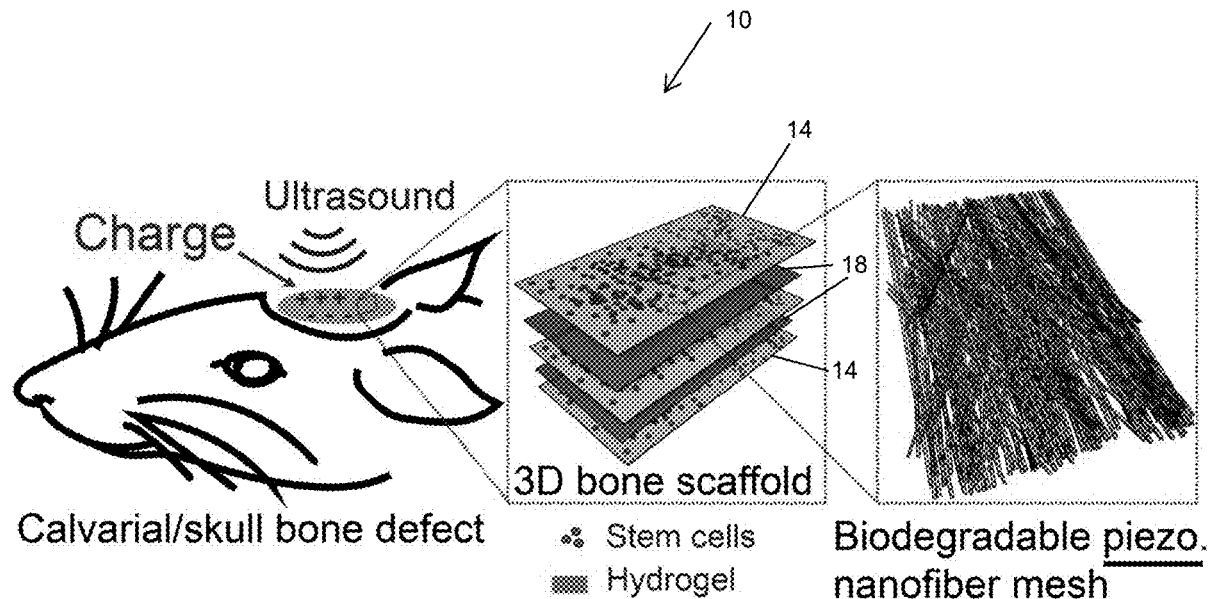 10
14
Ultrasound
Charge
18
14
3D bone scaffold
Calvarial/skull bone defect
Stem cells
Hydrogel
Biodegradable piezo.
nanofiber mesh